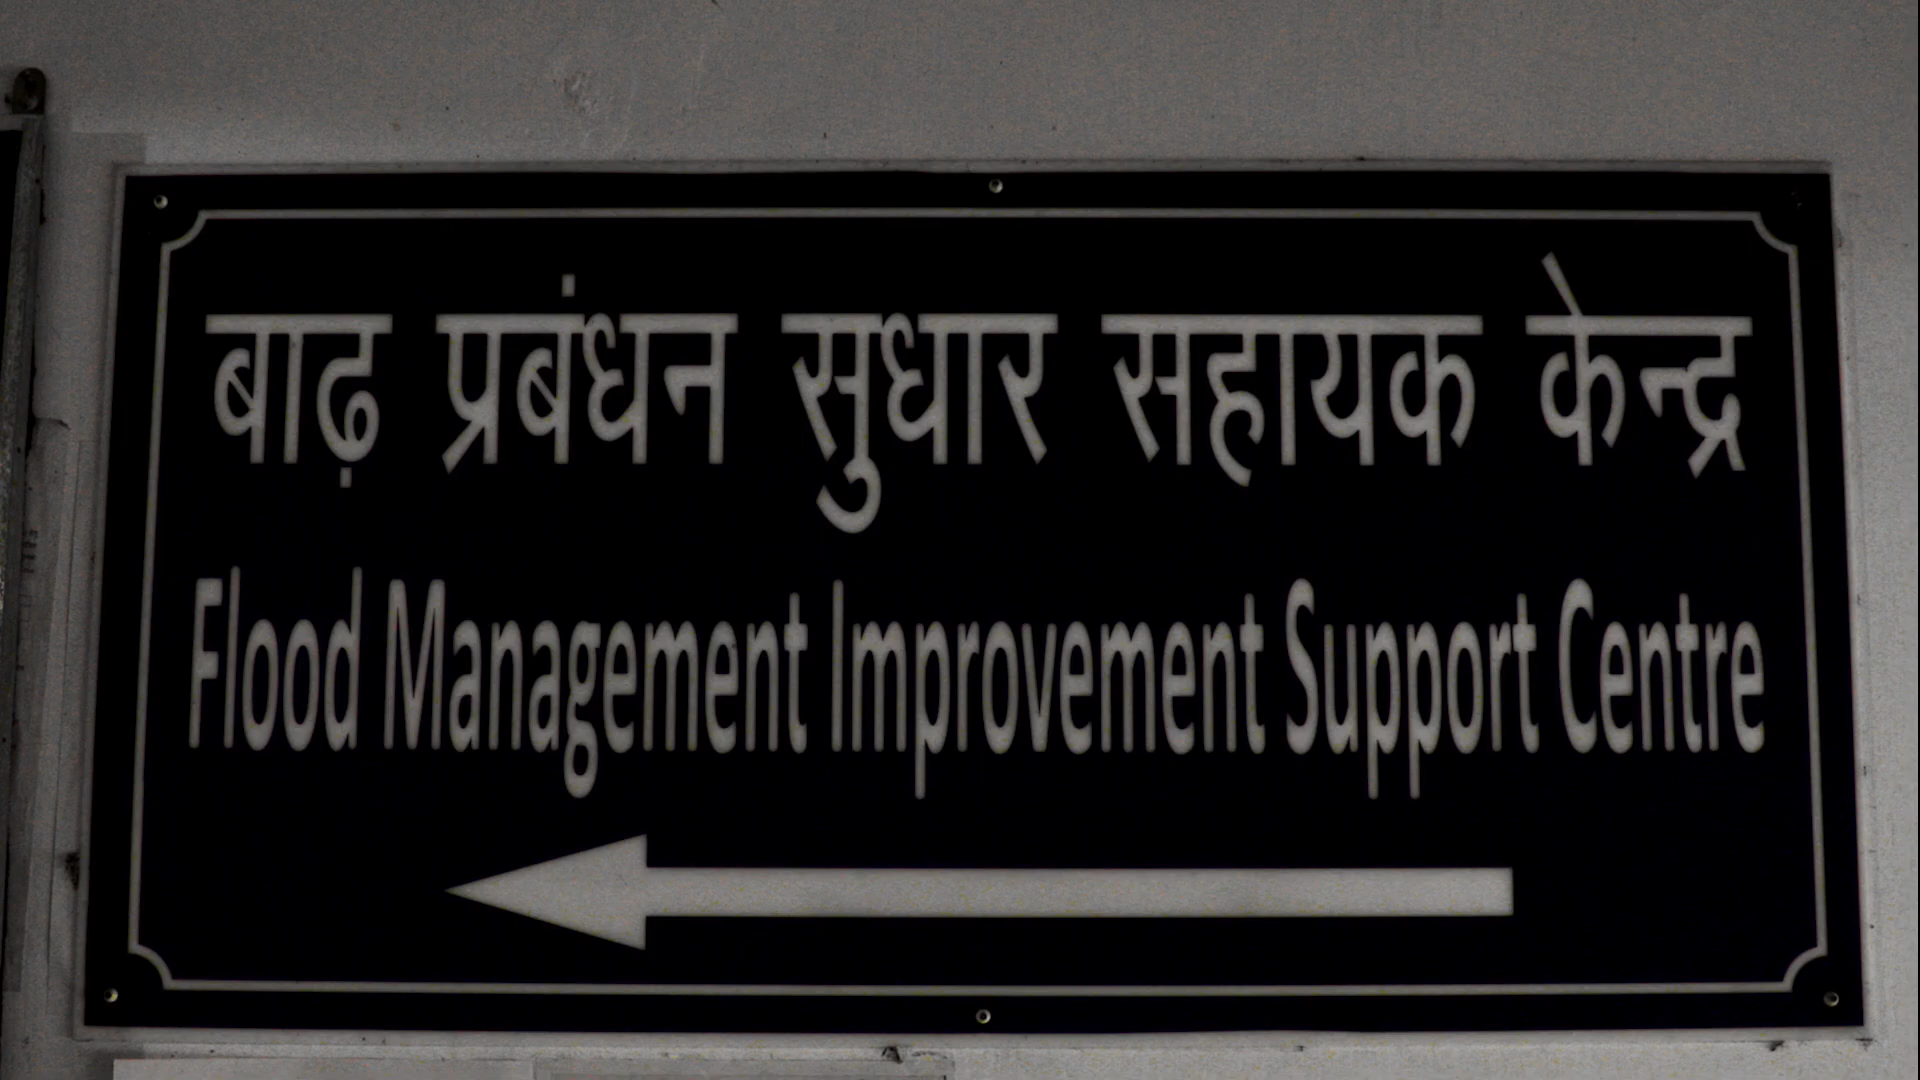 बाढ़ प्रबंधन सुधार सहायक केन्द्र
Flood Management Improvement Support Centre